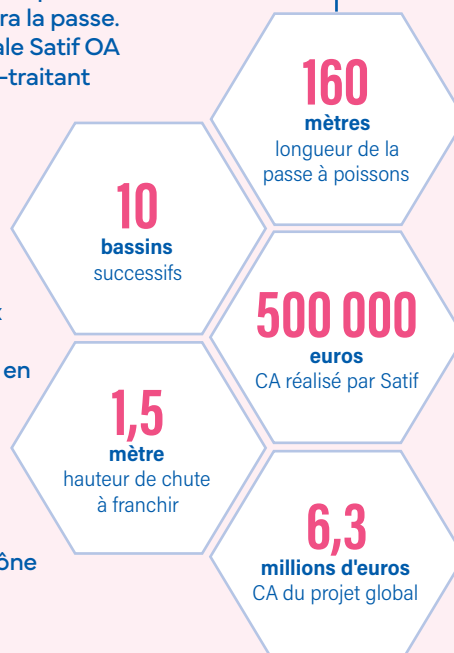 ra la passe.
ale Satif OA
-traitant
160
mètres
longueur de la
passe à poissons
10
bassins
successifs
500 000
euros
CA réalisé par Satif
en
1,5
mètre
hauteur de chute
à franchir
ône
6,3
millions d'euros
CA du projet global